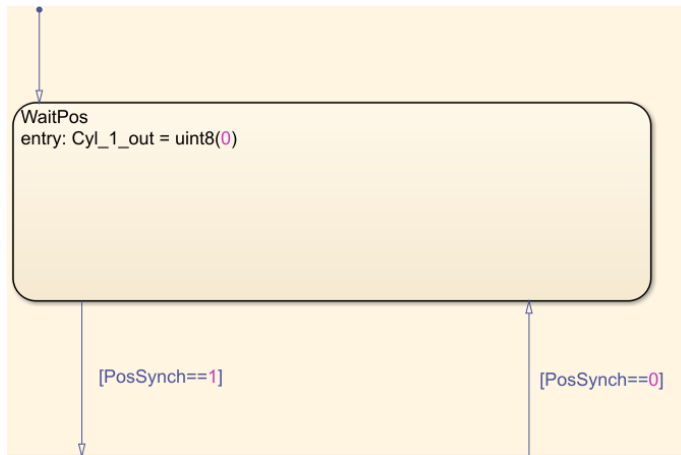 WaitPos
entry: Cyl_1_out = uint8(0)
[PosSynch==1]
[PosSynch==0]